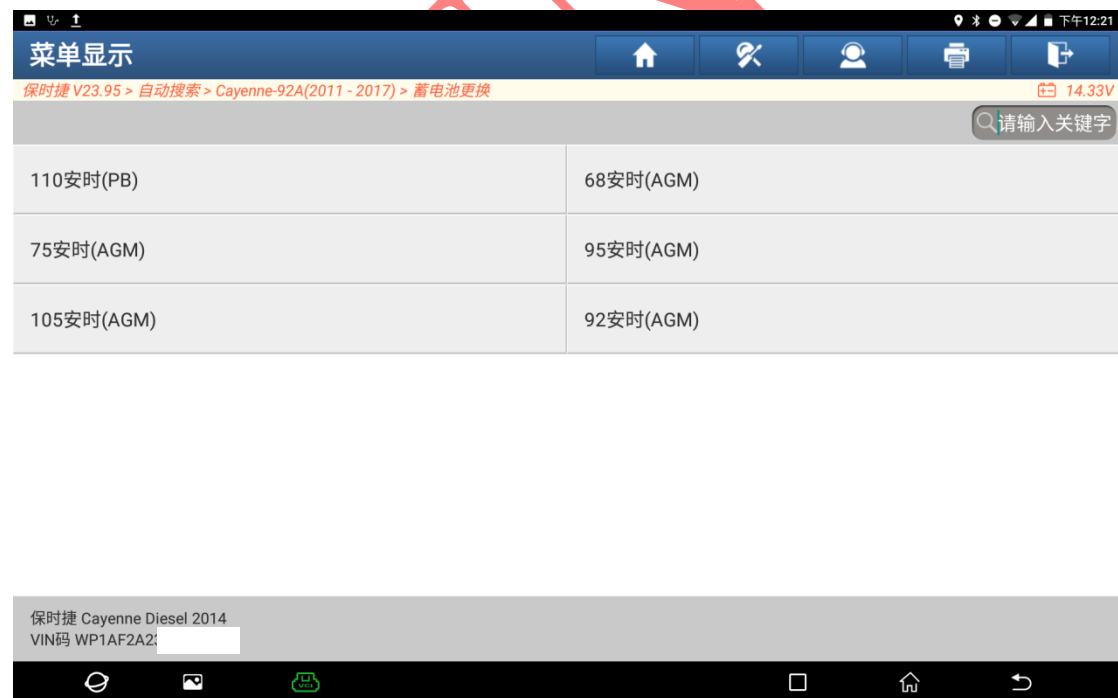 下午12:21
菜单显示
保时捷 V23.95 > 自动搜索 > Cayenne-92A(2011 - 2017) > 蓄电池更换
14.33V
请输入关键字
110安时(PB)
68安时(AGM)
75安时(AGM)
95安时(AGM)
105安时(AGM)
92安时(AGM)
保时捷 Cayenne Diesel 2014
VIN码 WP1AF2A2
VCI